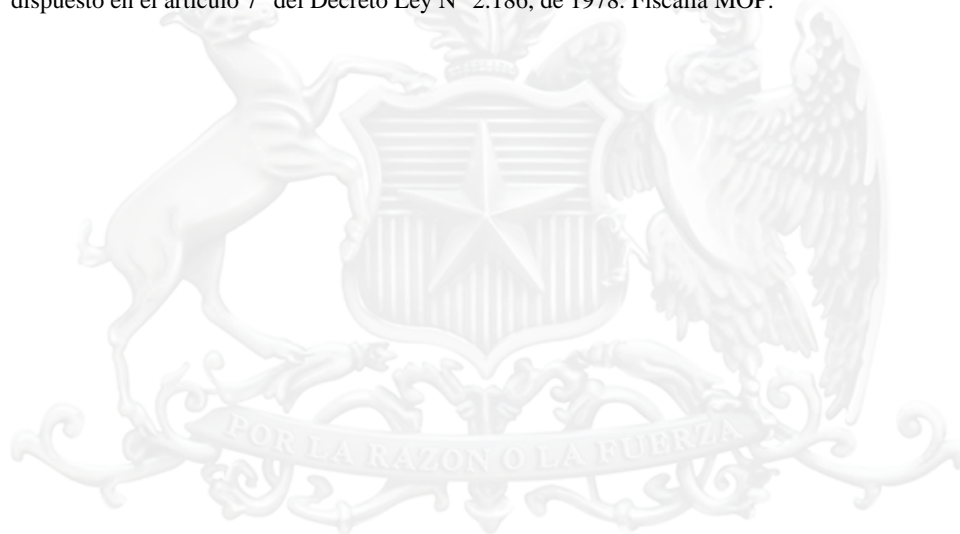 dispuesto en el artículo 7° del Decreto Ley N° 2.186, de 1978. Fiscalía MOP.
POR LA RAZON O LA FUERZA